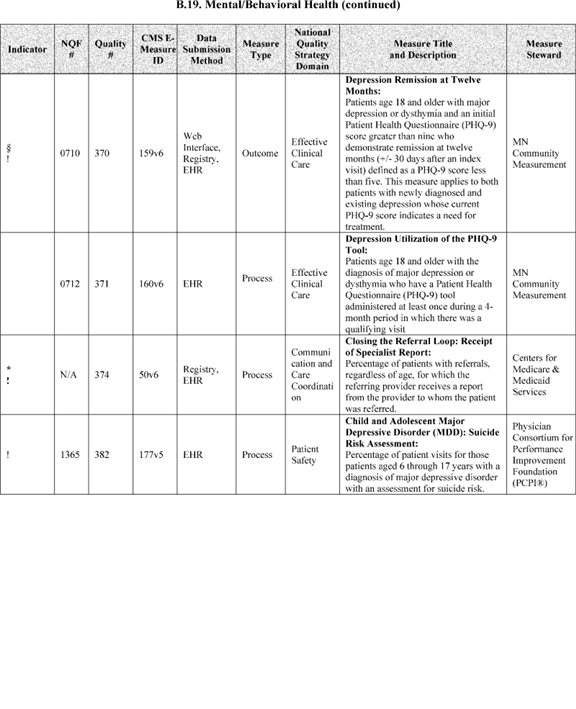 B.19. Mental/Behavioral Health (continued)
Indicator
NQF
#
Quality
#
CMS E-
Measure
ID
Data
Submission
Method
Measure
Type
National
Quality
Strategy
Domain
Measure Title
and Description
Measure
Steward
§
!
0710
370
159v6
Web
Interface,
Registry,
EHR
Outcome
Effective
Clinical
Care
Depression Remission at Twelve
Months:
Patients age 18 and older with major
depression or dysthymia and an initial
Patient Health Questionnaire (PHQ-9)
score greater than nine who
demonstrate remission at twelve
months (+/- 30 days after an index
visit) defined as a PHQ-9 score less
than five. This measure applies to both
patients with newly diagnosed and
existing depression whose current
PHQ-9 score indicates a need for
treatment.
MN
Community
Measurement
0712
371
160v6
EHR
Process
Effective
Clinical
Care
Depression Utilization of the PHQ-9
Tool:
Patients age 18 and older with the
diagnosis of major depression or
dysthymia who have a Patient Health
Questionnaire (PHQ-9) tool
administered at least once during a 4-
month period in which there was a
qualifying visit
MN
Community
Measurement
*
!
N/A
374
50v6
Registry,
EHR
Process
Communi
cation and
Care
Coordinati
on
Closing the Referral Loop: Receipt
of Specialist Report:
Percentage of patients with referrals,
regardless of age, for which the
referring provider receives a report
from the provider to whom the patient
was referred.
Centers for
Medicare &
Medicaid
Services
!
1365
382
177v5
EHR
Process
Patient
Safety
Child and Adolescent Major
Depressive Disorder (MDD): Suicide
Risk Assessment:
Percentage of patient visits for those
patients aged 6 through 17 years with a
diagnosis of major depressive disorder
with an assessment for suicide risk.
Physician
Consortium for
Performance
Improvement
Foundation
(PCPI®)